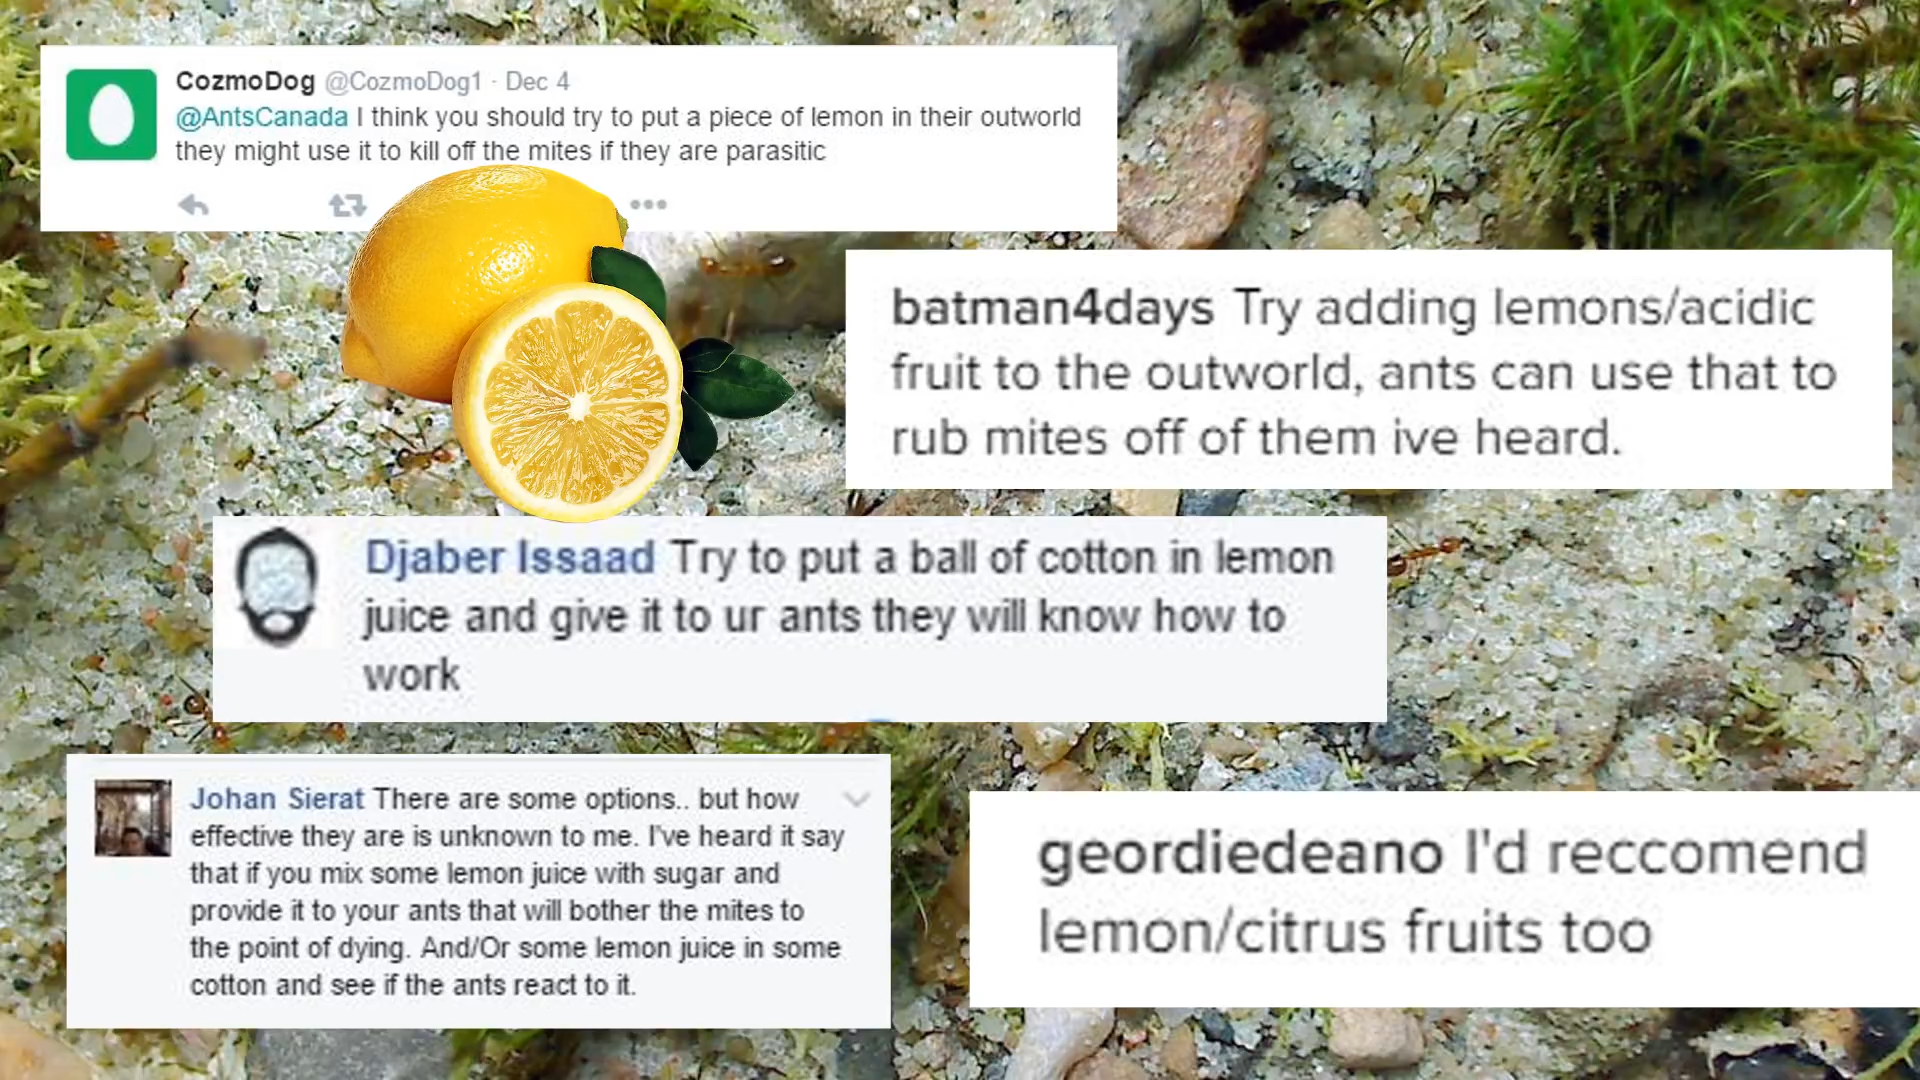 CozmoDog @CozmoDog1 · Dec 4
@AntsCanada I think you should try to put a piece of lemon in their outworld
they might use it to kill off the mites if they are parasitic
batman4days Try adding lemons/acidic
fruit to the outworld, ants can use that to
rub mites off of them ive heard.
Djaber Issaad Try to put a ball of cotton in lemon
juice and give it to ur ants they will know how to
work
Johan Sierat There are some options.. but how
effective they are is unknown to me. I've heard it say
that if you mix some lemon juice with sugar and
provide it to your ants that will bother the mites to
the point of dying. And/Or some lemon juice in some
cotton and see if the ants react to it.
geordiedeano I'd reccomend
lemon/citrus fruits too